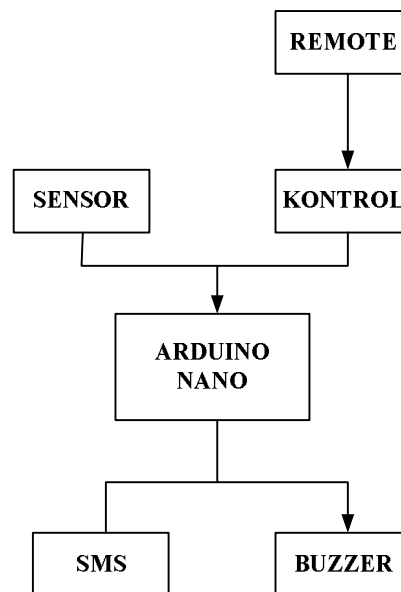 REMOTE
SENSOR
KONTROL
ARDUINO
NANO
SMS
BUZZER